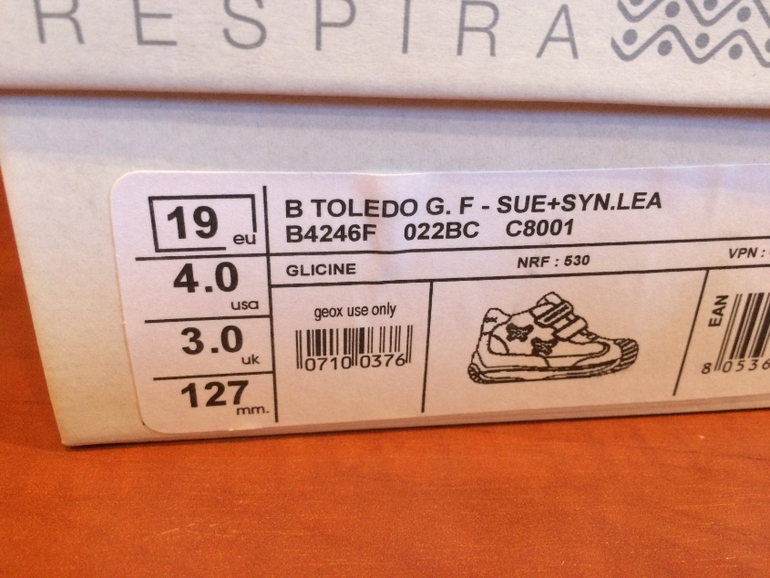 RESPIRA
19 eu
4.0 usa
3.0 uk
127 mm.
B TOLEDO G. F - SUE+SYN.LEA
B4246F 022BC C8001
GLICINE NRF : 530 VPN :
geox use only
0710 0376
EAN
8 0536